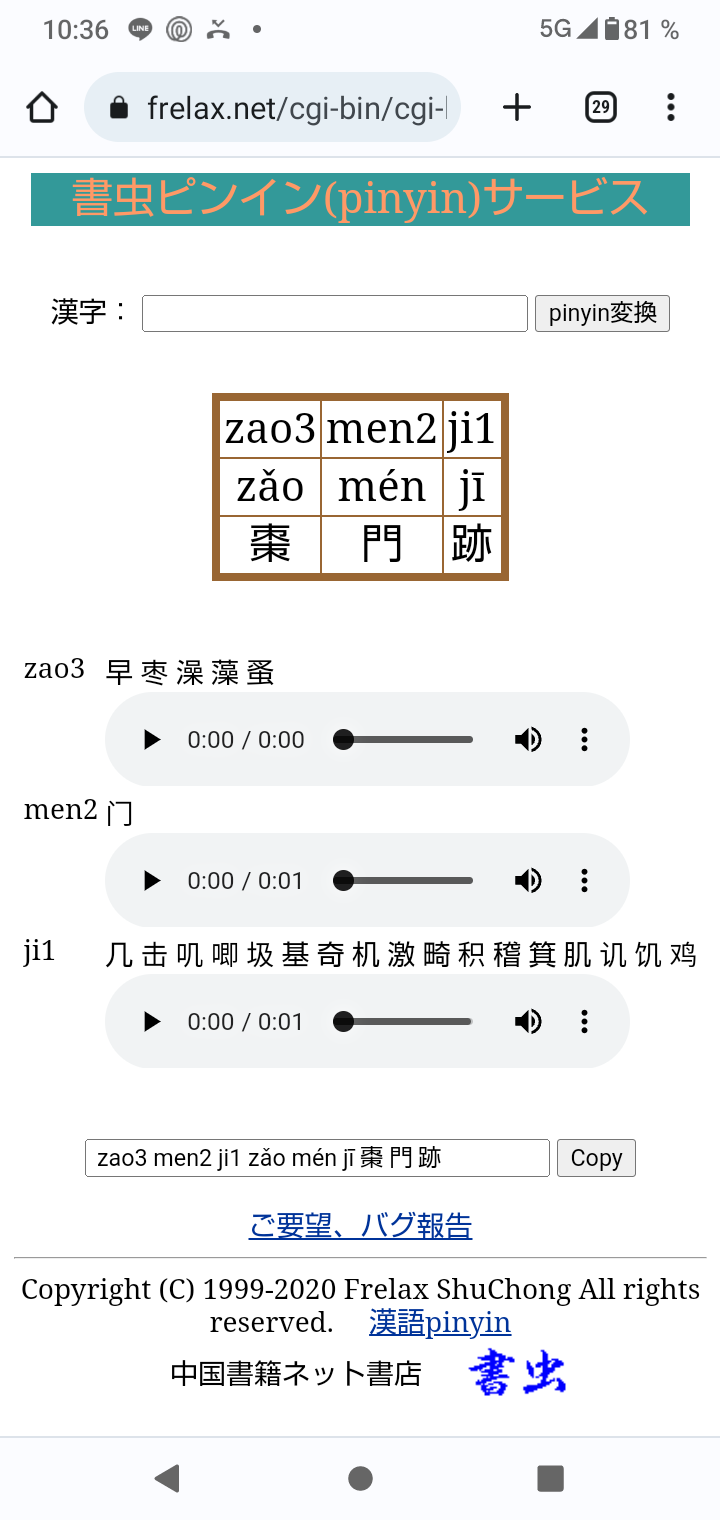 10:36 LINE 5G 81 %
frelax.net/cgi-bin/cgi- 29
書虫ピンイン(pinyin)サービス
漢字： pinyin変換
zao3 men2 ji1
zǎo mén jī
棗 門 跡
zao3 早 枣 澡 藻 蚤
0:00 / 0:00
men2 门
0:00 / 0:01
ji1 几 击 叽 唧 圾 基 奇 机 激 畸 积 稽 箕 肌 讥 饥 鸡
0:00 / 0:01
zao3 men2 ji1 zǎo mén jī 棗 門 跡 Copy
ご要望、バグ報告
Copyright (C) 1999-2020 Frelax ShuChong All rights
reserved. 漢語pinyin
中国書籍ネット書店 書虫